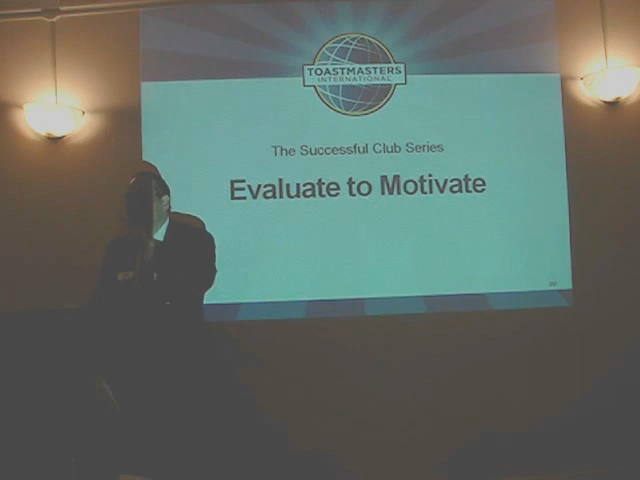 TOASTMASTERS
INTERNATIONAL
The Successful Club Series
Evaluate to Motivate